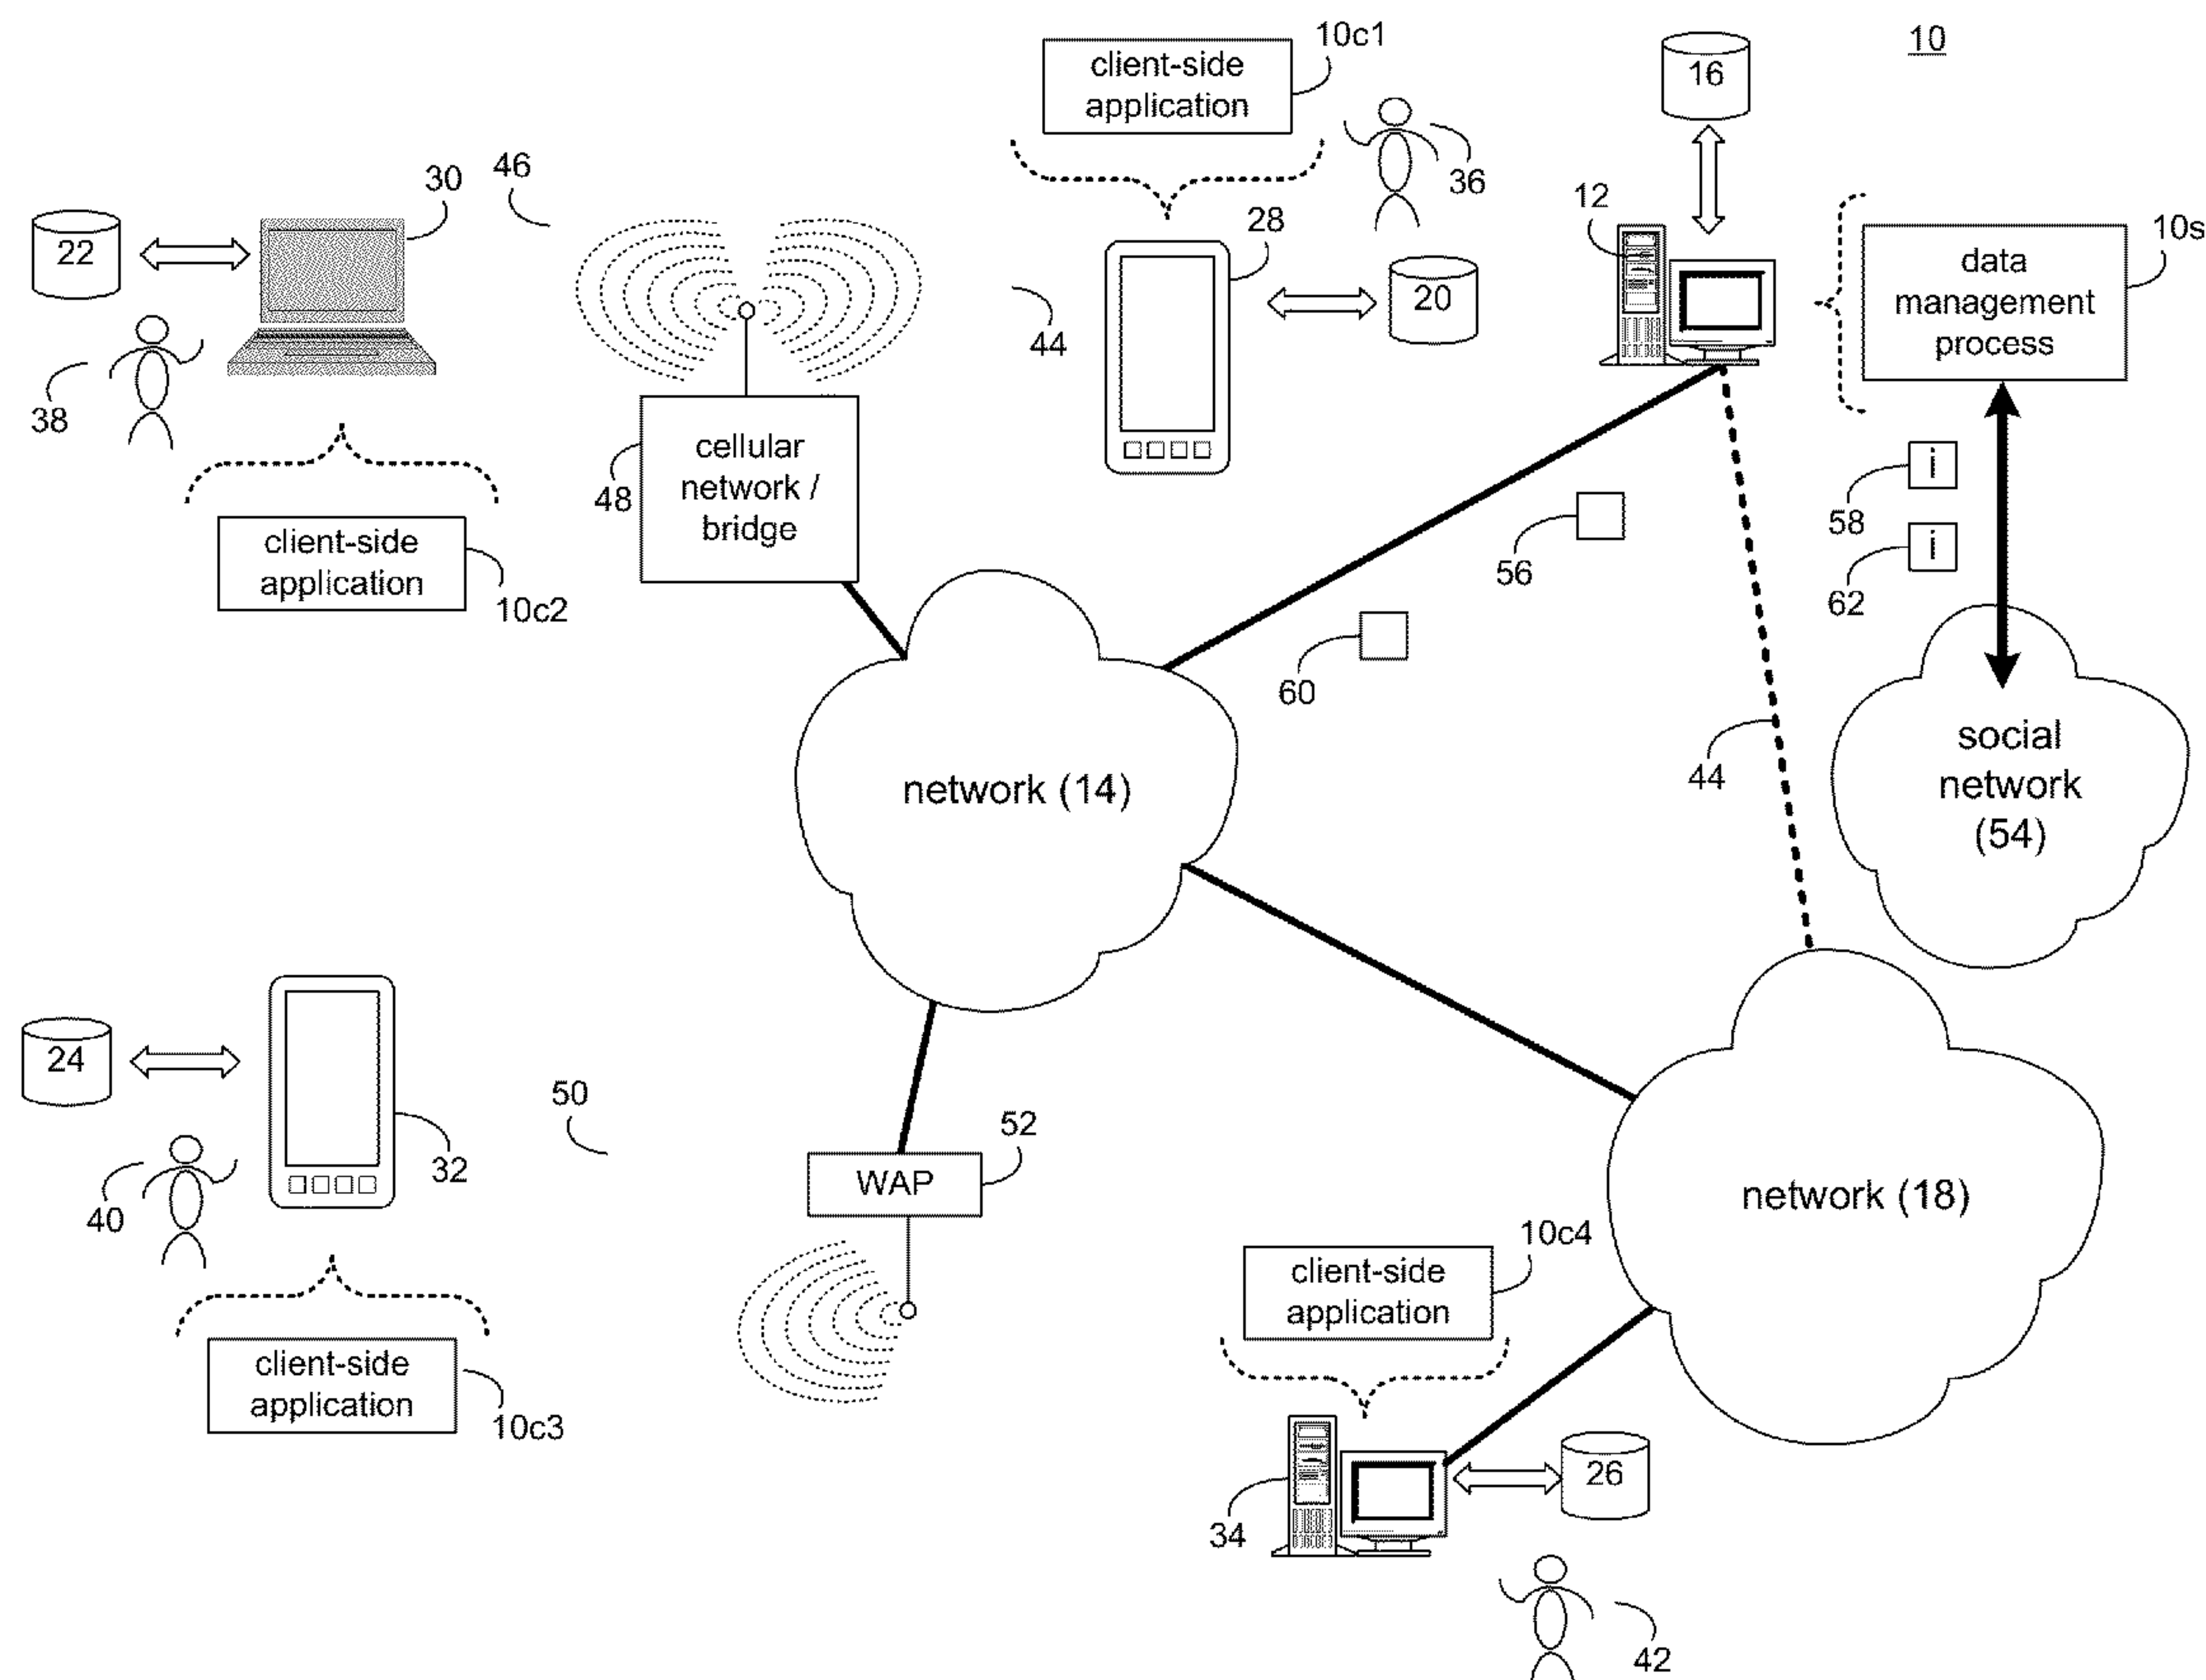 10c1
10
client-side
application
16
36
46
30
12
10s
28
22
data
management
process
20
44
38
cellular
network /
bridge
48
i
58
client-side
application
10c2
56
i
62
60
social
network
(54)
network (14)
44
24
50
52
32
WAP
40
network (18)
10c4
client-side
application
client-side
application
10c3
26
34
42